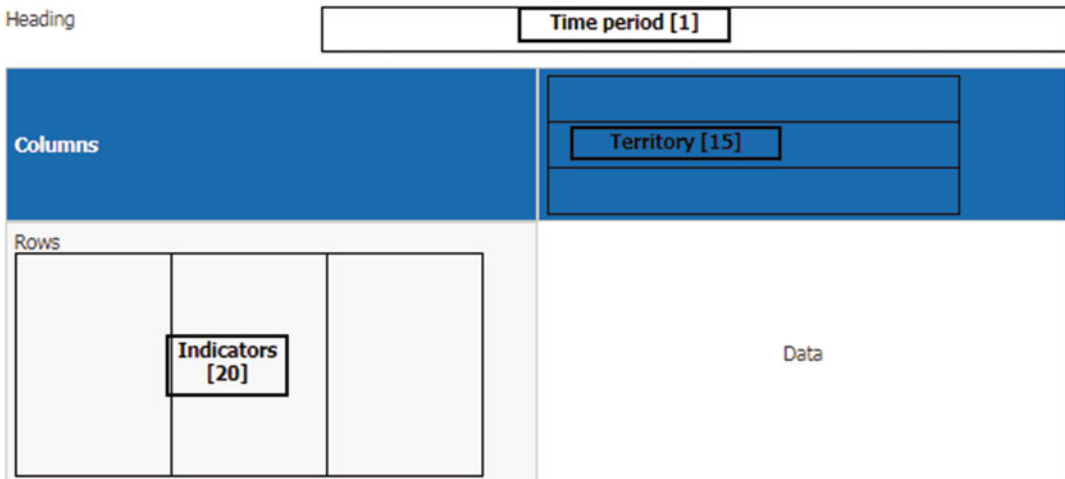 Heading
Time period [1]
Columns
Territory [15]
Rows
Indicators
[20]
Data